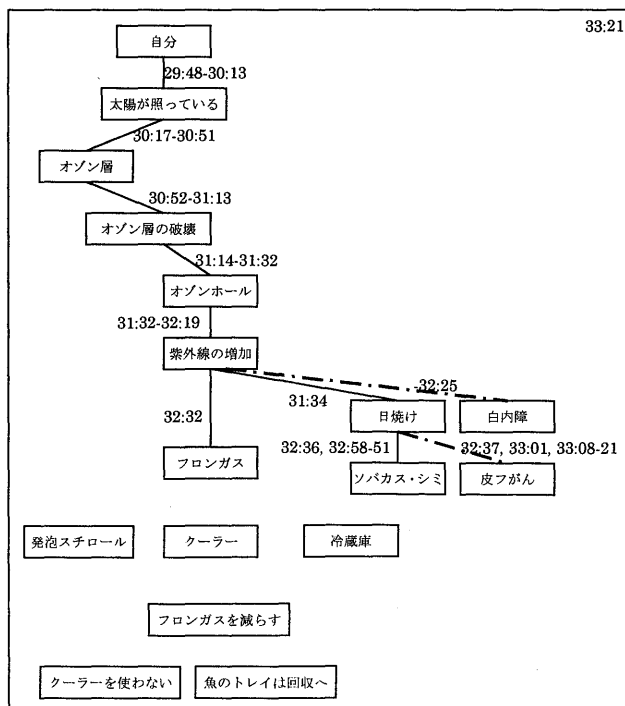 33:21
自分
29:48-30:13
太陽が照っている
30:17-30:51
オゾン層
30:52-31:13
オゾン層の破壊
31:14-31:32
オゾンホール
31:32-32:19
紫外線の増加
-32:25
31:34
32:32
日焼け
白内障
32:36, 32:58-51
32:37, 33:01, 33:08-21
フロンガス
ソバカス・シミ
皮フがん
発泡スチロール
クーラー
冷蔵庫
フロンガスを減らす
クーラーを使わない
魚のトレイは回収へ